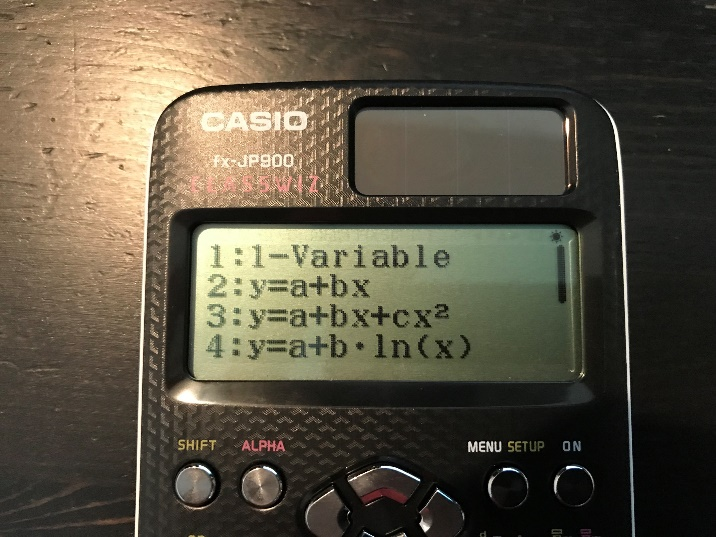 CASIO
fx-JP900
CLASSWIZ
1:1-Variable
2:y=a+bx
3:y=a+bx+cx²
4:y=a+b·ln(x)
SHIFT ALPHA MENU SETUP ON